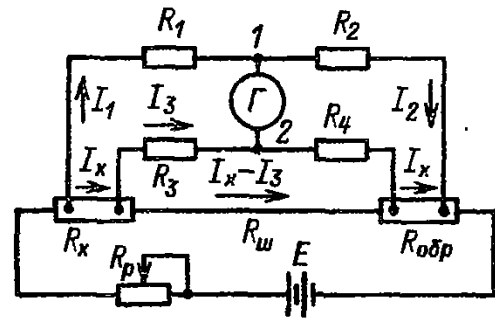 R₁ 1 R₂
Г
I₁ I₃ 2 R₄ I₂
Iₓ R₃ Iₓ–I₃ Iₓ
Rₓ Rш Rобр
Rр E